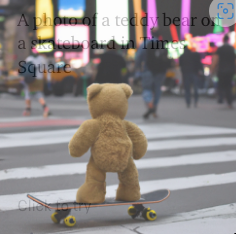 A photo of a teddy bear on
a skateboard in Times
Square
Click to try